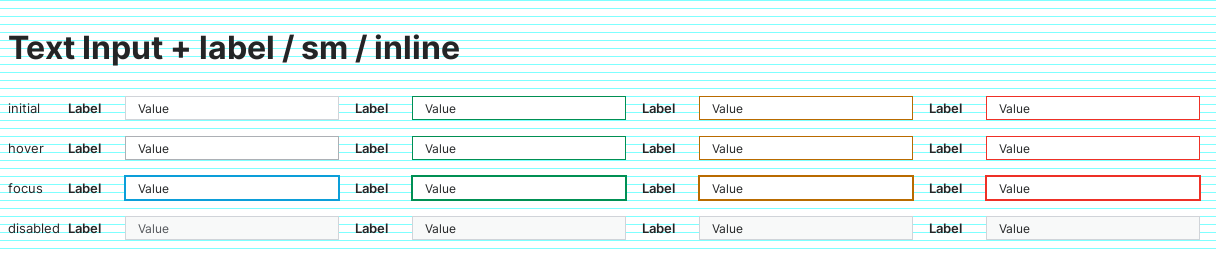 Text Input + label / sm / inline
initial Label Value Label Value Label Value Label Value
hover Label Value Label Value Label Value Label Value
focus Label Value Label Value Label Value Label Value
disabled Label Value Label Value Label Value Label Value